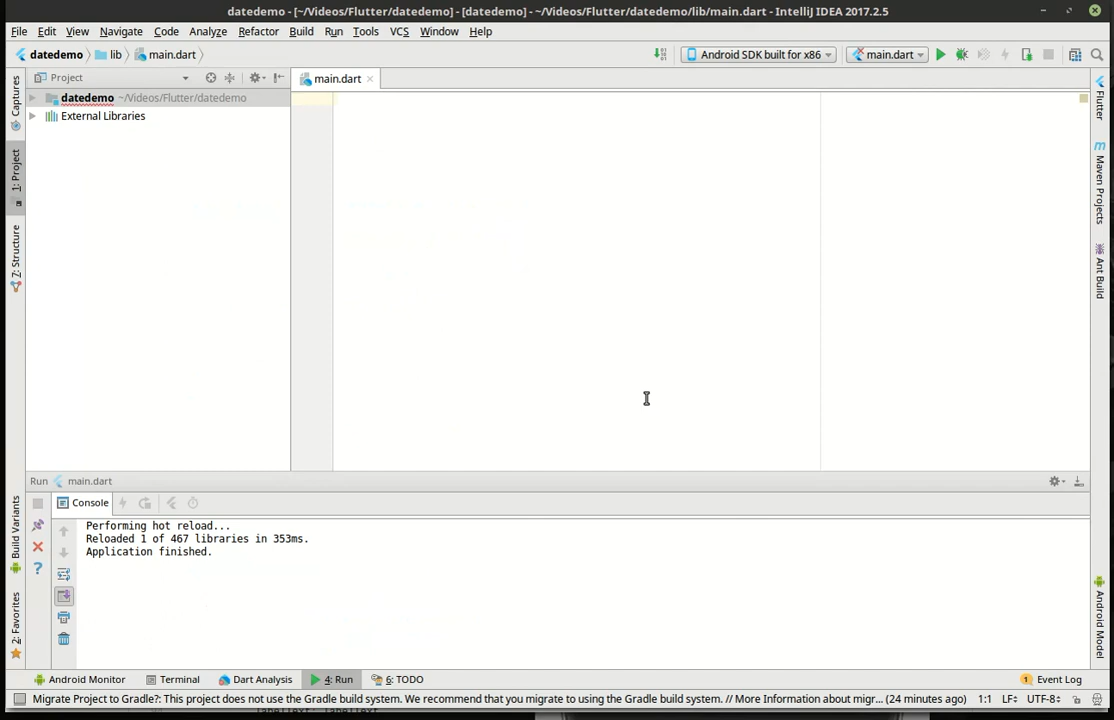 datedemo - [~/Videos/Flutter/datedemo] - [datedemo] - ~/Videos/Flutter/datedemo/lib/main.dart - IntelliJ IDEA 2017.2.5
File Edit View Navigate Code Analyze Refactor Build Run Tools VCS Window Help
datedemo lib main.dart Android SDK built for x86 main.dart
Project main.dart
datedemo ~/Videos/Flutter/datedemo
External Libraries
Captures
1: Project
7: Structure
Build Variants
2: Favorites
Flutter
Maven Projects
Ant Build
Android Model
Run main.dart
Console
Performing hot reload...
Reloaded 1 of 467 libraries in 353ms.
Application finished.
Android Monitor Terminal Dart Analysis 4: Run 6: TODO 1 Event Log
Migrate Project to Gradle?: This project does not use the Gradle build system. We recommend that you migrate to using the Gradle build system. // More Information about migr... (24 minutes ago) 1:1 LF÷ UTF-8÷